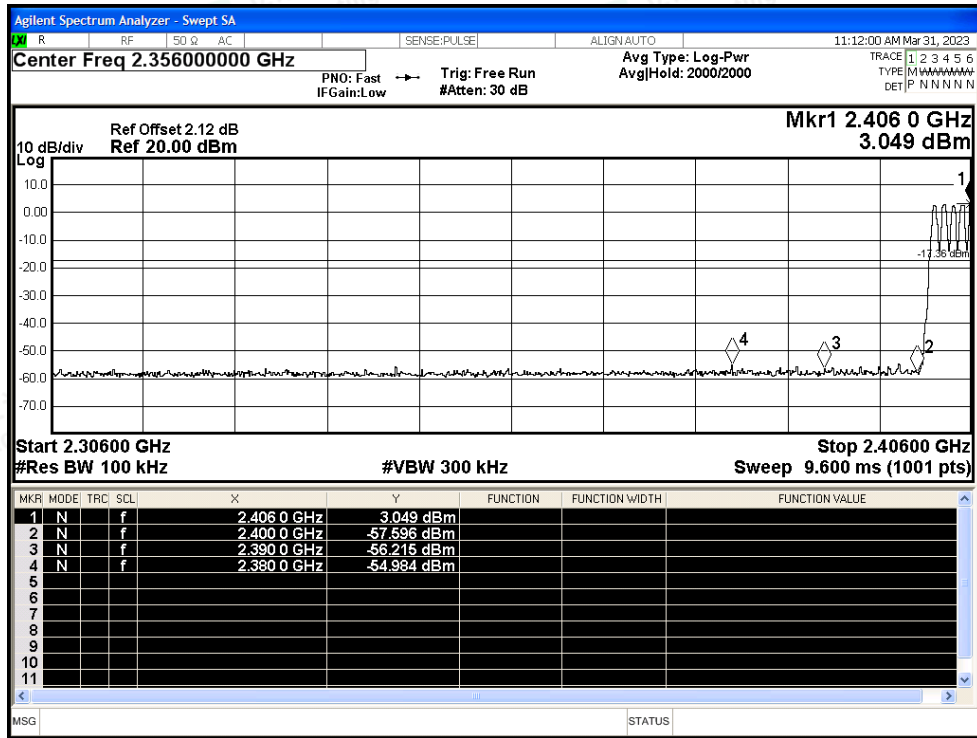 Agilent Spectrum Analyzer - Swept SA
LXI R RF 50 Ω AC SENSE:PULSE ALIGN AUTO 11:12:00 AM Mar 31, 2023
Center Freq 2.356000000 GHz
PNO: Fast
IFGain:Low
Trig: Free Run
#Atten: 30 dB
Avg Type: Log-Pwr
Avg|Hold: 2000/2000
TRACE 1 2 3 4 5 6
TYPE M
DET P N N N N N
10 dB/div
Log
Ref Offset 2.12 dB
Ref 20.00 dBm
Mkr1 2.406 0 GHz
3.049 dBm
10.0
0.00
-10.0
-20.0
-30.0
-40.0
-50.0
-60.0
-70.0
1
-17.36 dBm
4
3
2
Start 2.30600 GHz Stop 2.40600 GHz
#Res BW 100 kHz #VBW 300 kHz Sweep 9.600 ms (1001 pts)
MKR MODE TRC SCL X Y FUNCTION FUNCTION WIDTH FUNCTION VALUE
1 N f 2.406 0 GHz 3.049 dBm
2 N f 2.400 0 GHz -57.596 dBm
3 N f 2.390 0 GHz -56.215 dBm
4 N f 2.380 0 GHz -54.984 dBm
5
6
7
8
9
10
11
MSG STATUS